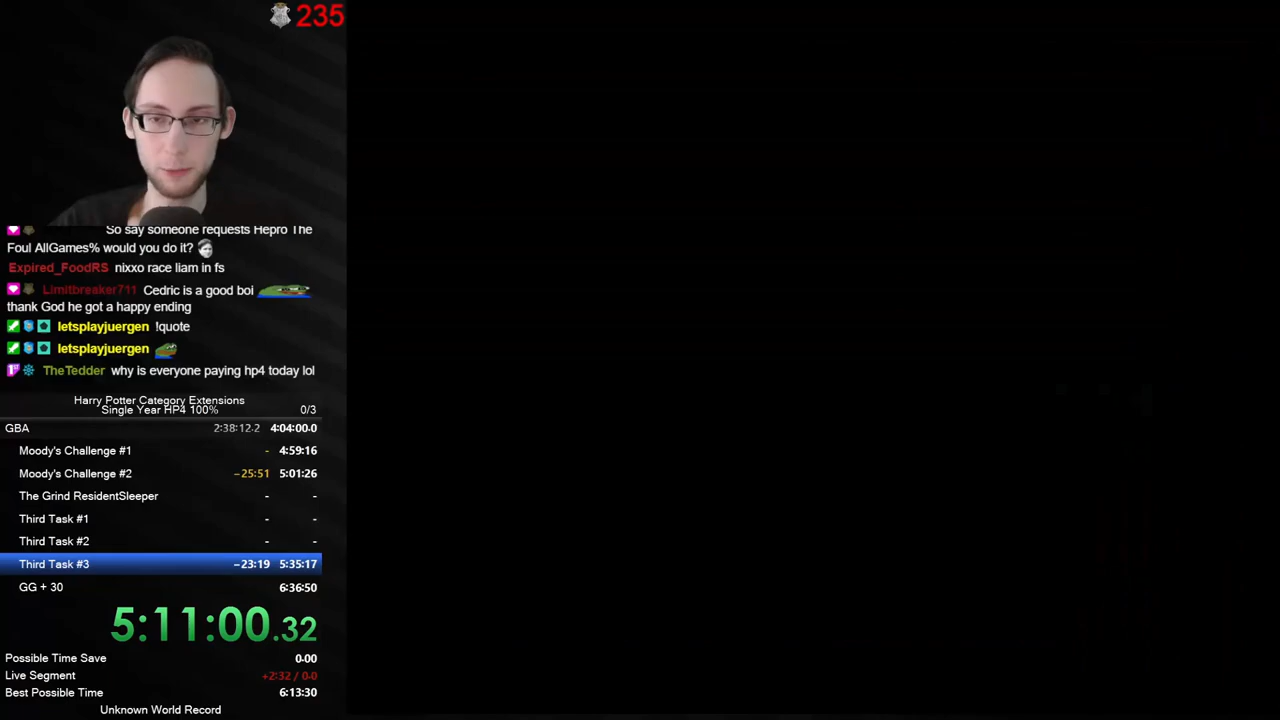 235
So say someone requests Hepro The
Foul AllGames% would you do it?
Expired_FoodRS nixxo race liam in fs
Limitbreaker711 Cedric is a good boi
thank God he got a happy ending
letsplayjuergen !quote
letsplayjuergen
TheTedder why is everyone paying hp4 today lol
Harry Potter Category Extensions
Single Year HP4 100% 0/3
GBA 2:38:12.2 4:04:00.0
Moody's Challenge #1 - 4:59:16
Moody's Challenge #2 −25:51 5:01:26
The Grind ResidentSleeper - -
Third Task #1 - -
Third Task #2 - -
Third Task #3 −23:19 5:35:17
GG + 30 6:36:50
5:11:00.32
Possible Time Save 0.00
Live Segment +2:32 / 0.0
Best Possible Time 6:13:30
Unknown World Record